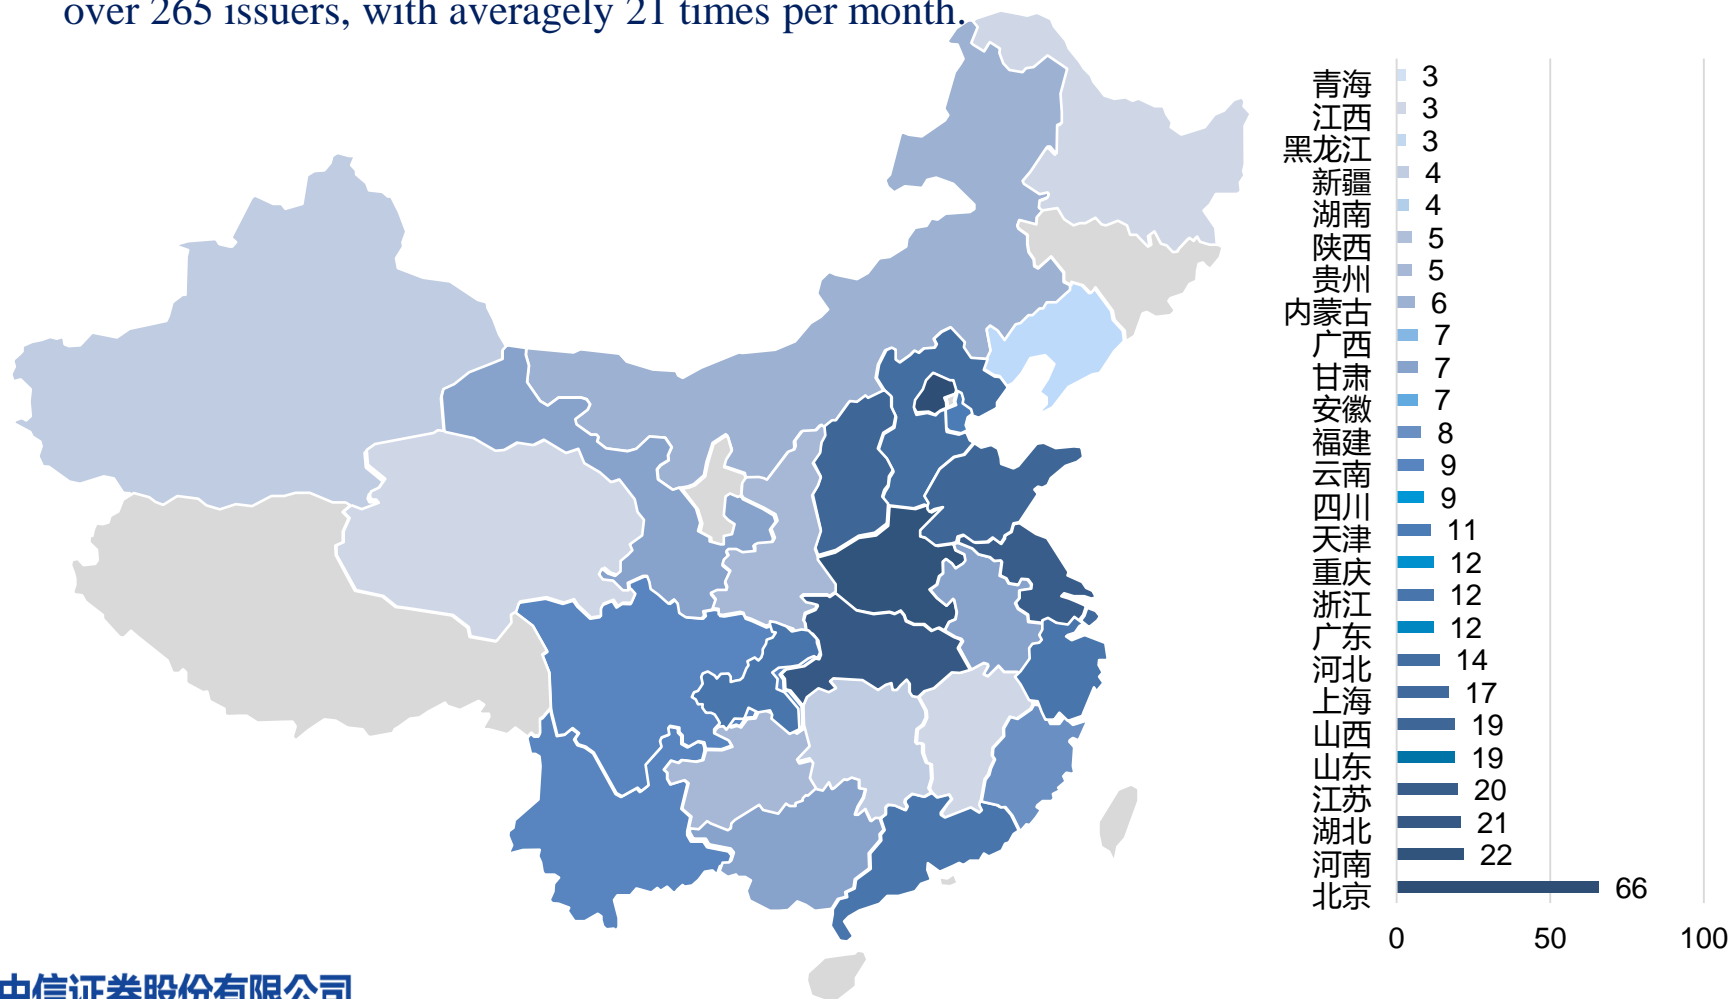 over 265 issuers, with averagely 21 times per month.
青海 3
江西 3
黑龙江 3
新疆 4
湖南 4
陕西 5
贵州 5
内蒙古 6
广西 7
甘肃 7
安徽 7
福建 8
云南 9
四川 9
天津 11
重庆 12
浙江 12
广东 12
河北 14
上海 17
山西 19
山东 19
江苏 20
湖北 21
河南 22
北京 66
0 50 100
中信证券股份有限公司